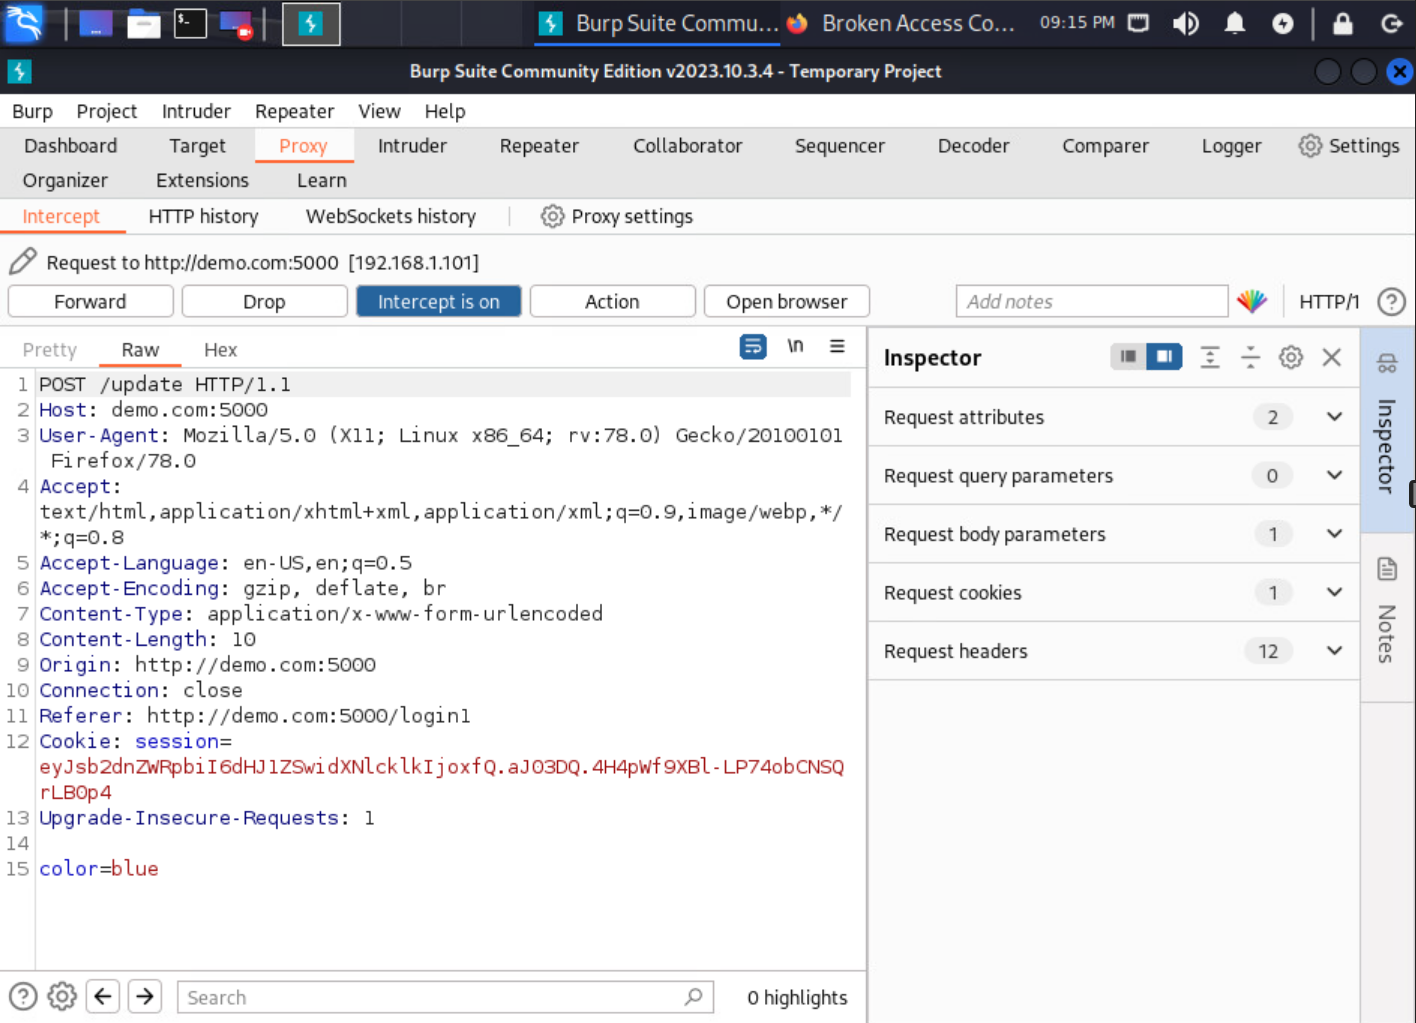 Burp Suite Commu...
Broken Access Co...
09:15 PM
Burp Suite Community Edition v2023.10.3.4 - Temporary Project
Burp Project Intruder Repeater View Help
Dashboard Target Proxy Intruder Repeater Collaborator Sequencer Decoder Comparer Logger Settings
Organizer Extensions Learn
Intercept HTTP history WebSockets history Proxy settings
Request to http://demo.com:5000 [192.168.1.101]
Forward Drop Intercept is on Action Open browser Add notes HTTP/1 ?
Pretty Raw Hex \n
1 POST /update HTTP/1.1
2 Host: demo.com:5000
3 User-Agent: Mozilla/5.0 (X11; Linux x86_64; rv:78.0) Gecko/20100101
Firefox/78.0
4 Accept:
text/html,application/xhtml+xml,application/xml;q=0.9,image/webp,*/
*;q=0.8
5 Accept-Language: en-US,en;q=0.5
6 Accept-Encoding: gzip, deflate, br
7 Content-Type: application/x-www-form-urlencoded
8 Content-Length: 10
9 Origin: http://demo.com:5000
10 Connection: close
11 Referer: http://demo.com:5000/login1
12 Cookie: session=
eyJsb2dnZWRpbiI6dHJ1ZSwidXNlcklkIjoxfQ.aJ03DQ.4H4pWf9XBl-LP74obCNSQ
rLB0p4
13 Upgrade-Insecure-Requests: 1
14
15 color=blue
Inspector
Request attributes 2
Request query parameters 0
Request body parameters 1
Request cookies 1
Request headers 12
Inspector
Notes
? Search 0 highlights